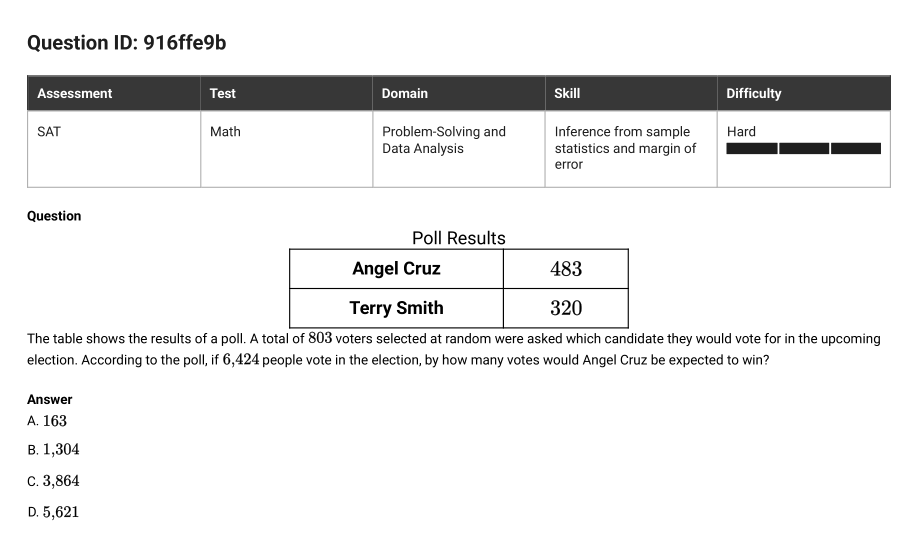 Question ID: 916ffe9b
Assessment Test Domain Skill Difficulty
SAT Math Problem-Solving and Data Analysis Inference from sample statistics and margin of error Hard
Question
Poll Results
Angel Cruz 483
Terry Smith 320
The table shows the results of a poll. A total of 803 voters selected at random were asked which candidate they would vote for in the upcoming
election. According to the poll, if 6,424 people vote in the election, by how many votes would Angel Cruz be expected to win?
Answer
A. 163
B. 1,304
C. 3,864
D. 5,621